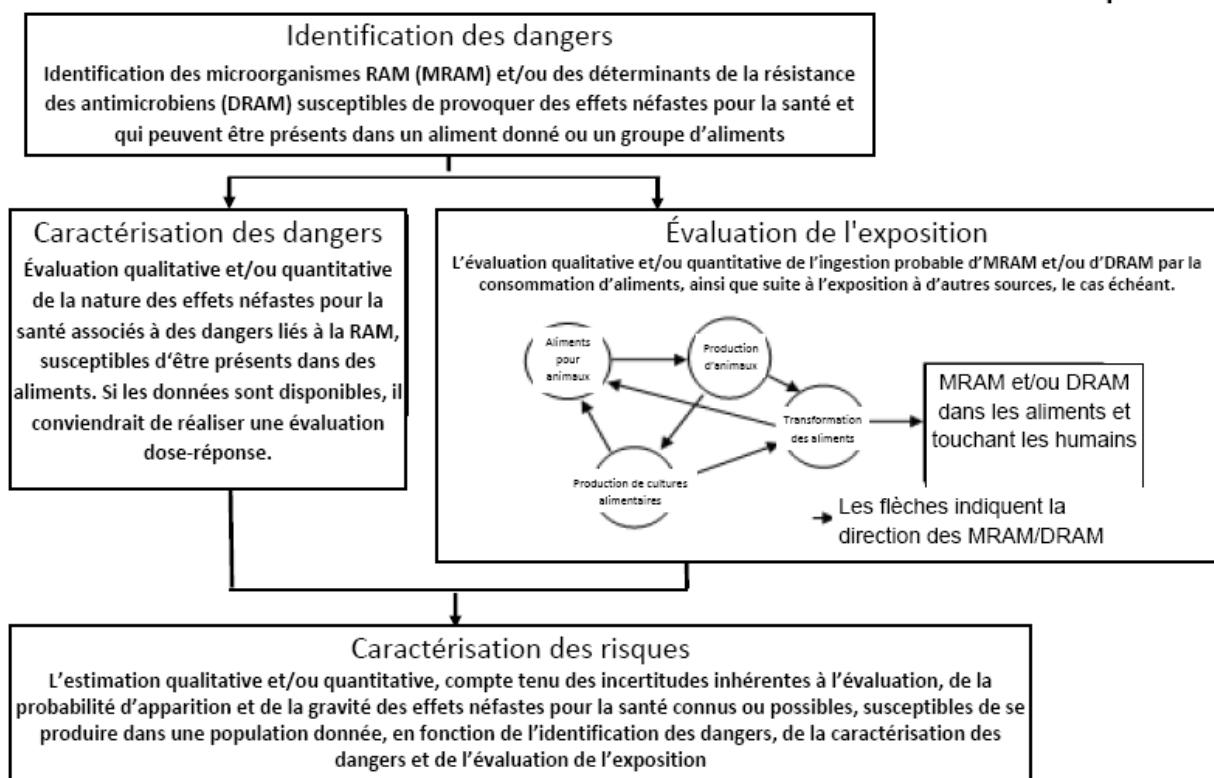 Identification des dangers
Identification des microorganismes RAM (MRAM) et/ou des déterminants de la résistance
des antimicrobiens (DRAM) susceptibles de provoquer des effets néfastes pour la santé et
qui peuvent être présents dans un aliment donné ou un groupe d'aliments
Caractérisation des dangers
Évaluation qualitative et/ou quantitative
de la nature des effets néfastes pour la
santé associés à des dangers liés à la RAM,
susceptibles d'être présents dans des
aliments. Si les données sont disponibles, il
conviendrait de réaliser une évaluation
dose-réponse.
Évaluation de l'exposition
L'évaluation qualitative et/ou quantitative de l'ingestion probable d'MRAM et/ou d'DRAM par la
consommation d'aliments, ainsi que suite à l'exposition à d'autres sources, le cas échéant.
Aliments
pour
animaux
Production
d'animaux
Transformation
des aliments
Production de cultures
alimentaires
MRAM et/ou DRAM
dans les aliments et
touchant les humains
Les flèches indiquent la
direction des MRAM/DRAM
Caractérisation des risques
L'estimation qualitative et/ou quantitative, compte tenu des incertitudes inhérentes à l'évaluation, de la
probabilité d'apparition et de la gravité des effets néfastes pour la santé connus ou possibles, susceptibles de se
produire dans une population donnée, en fonction de l'identification des dangers, de la caractérisation des
dangers et de l'évaluation de l'exposition